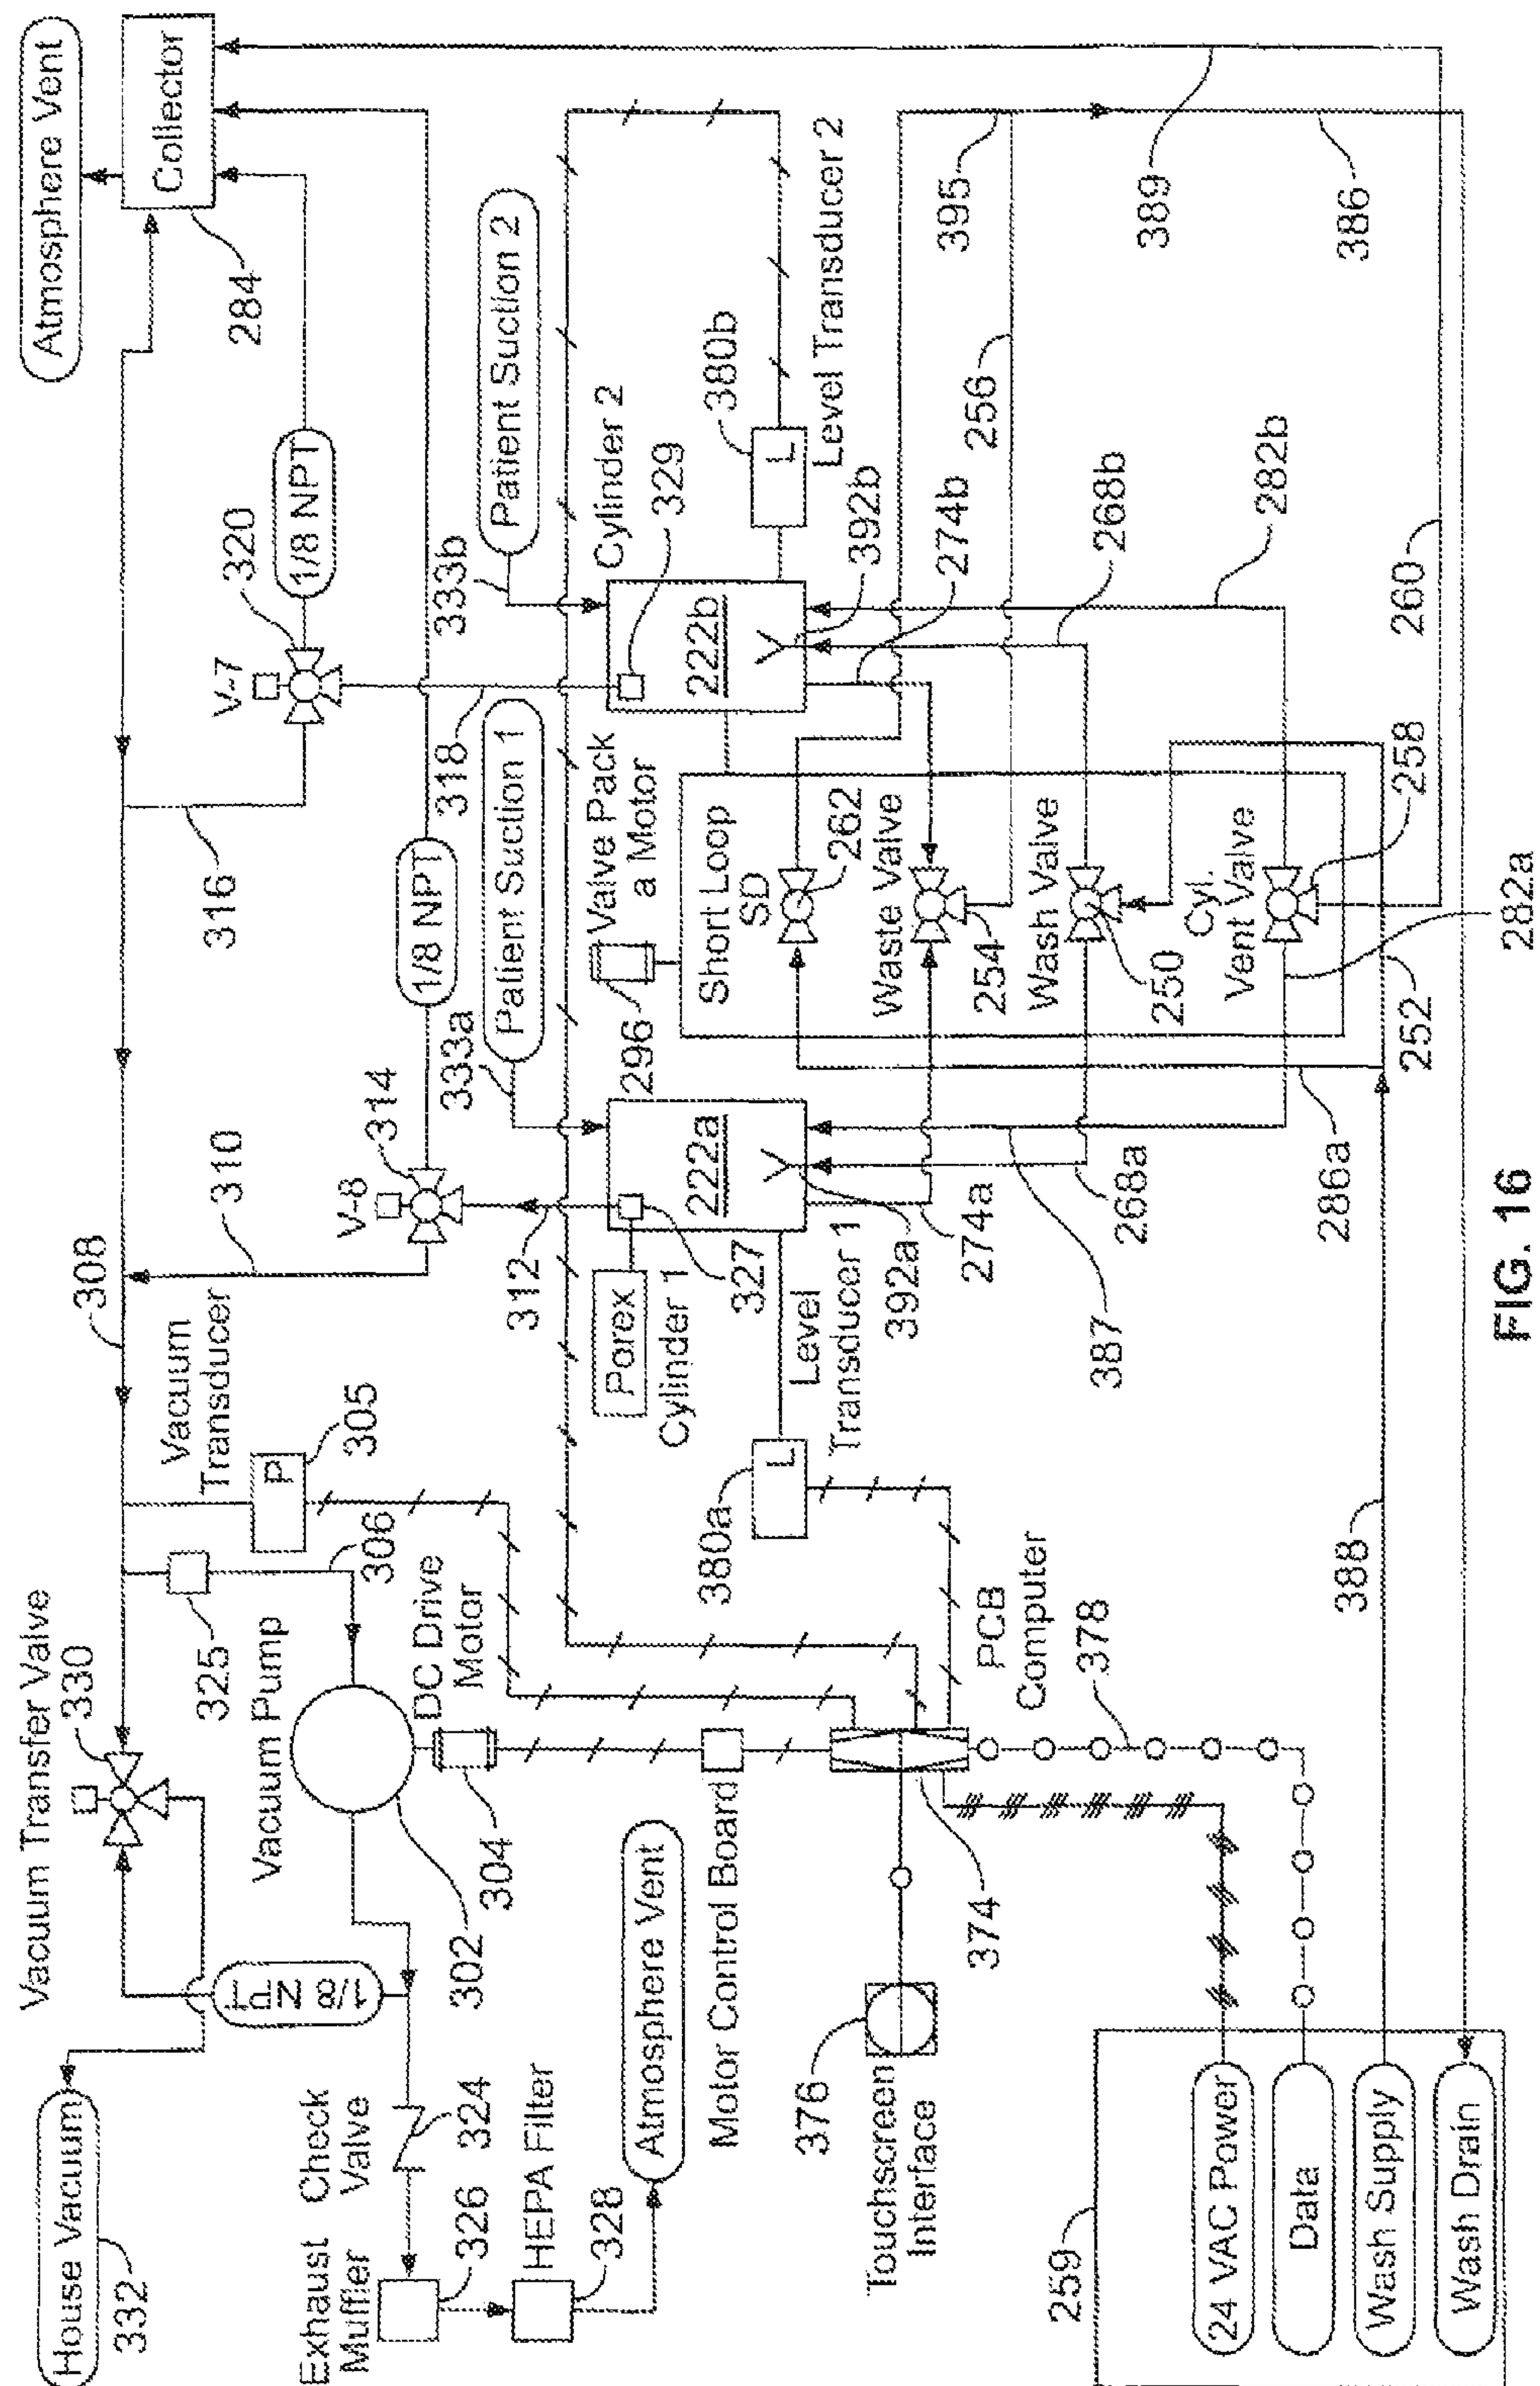 House Vacuum
332
Vacuum Transfer Valve
330
308
316
Atmosphere Vent
Collector
284
1/8 NPT
325
306
Vacuum
Transducer
P
305
310
V-8
314
1/8 NPT
V-7
320
1/8 NPT
Vacuum Pump
302
DC Drive
Motor
304
Exhaust
Muffler
326
Check
Valve
324
HEPA Filter
328
Atmosphere Vent
Motor Control Board
312
Porex
Cylinder 1
327
222a
333a
Patient Suction 1
318
333b
Patient Suction 2
Cylinder 2
329
222b
296
Valve Pack
a Motor
380a
L
Level
Transducer 1
380b
L
Level Transducer 2
392a
274a
268a
387
286a
392b
274b
268b
282b
Short Loop
SD
262
Waste Valve
254
Wash Valve
250
Cyl.
Vent Valve
258
252
282a
395
256
389
386
260
376
Touchscreen
Interface
374
PCB
Computer
378
388
259
24 VAC Power
Data
Wash Supply
Wash Drain
FIG. 16